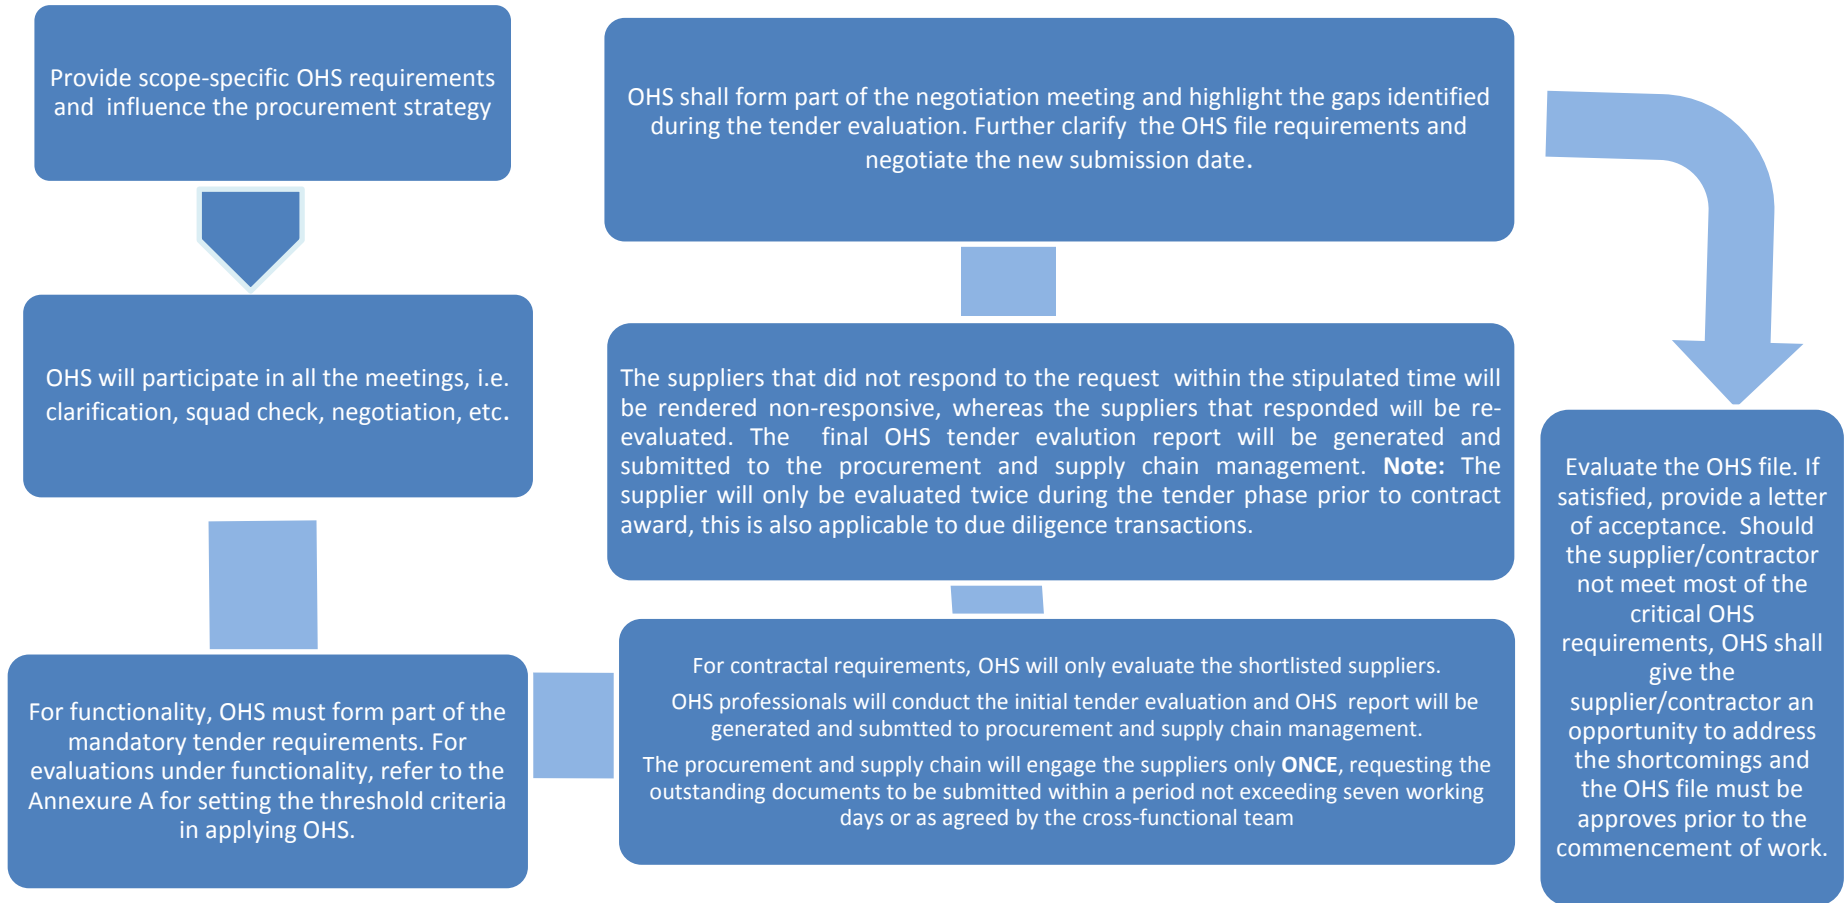 Provide scope-specific OHS requirements
and influence the procurement strategy
OHS will participate in all the meetings, i.e.
clarification, squad check, negotiation, etc.
For functionality, OHS must form part of the
mandatory tender requirements. For
evaluations under functionality, refer to the
Annexure A for setting the threshold criteria
in applying OHS.
For contractal requirements, OHS will only evaluate the shortlisted suppliers.
OHS professionals will conduct the initial tender evaluation and OHS report will be
generated and submtted to procurement and supply chain management.
The procurement and supply chain will engage the suppliers only ONCE, requesting the
outstanding documents to be submitted within a period not exceeding seven working
days or as agreed by the cross-functional team
The suppliers that did not respond to the request within the stipulated time will
be rendered non-responsive, whereas the suppliers that responded will be re-
evaluated. The final OHS tender evalution report will be generated and
submitted to the procurement and supply chain management. Note: The
supplier will only be evaluated twice during the tender phase prior to contract
award, this is also applicable to due diligence transactions.
OHS shall form part of the negotiation meeting and highlight the gaps identified
during the tender evaluation. Further clarify the OHS file requirements and
negotiate the new submission date.
Evaluate the OHS file. If
satisfied, provide a letter
of acceptance. Should
the supplier/contractor
not meet most of the
critical OHS
requirements, OHS shall
give the
supplier/contractor an
opportunity to address
the shortcomings and
the OHS file must be
approves prior to the
commencement of work.